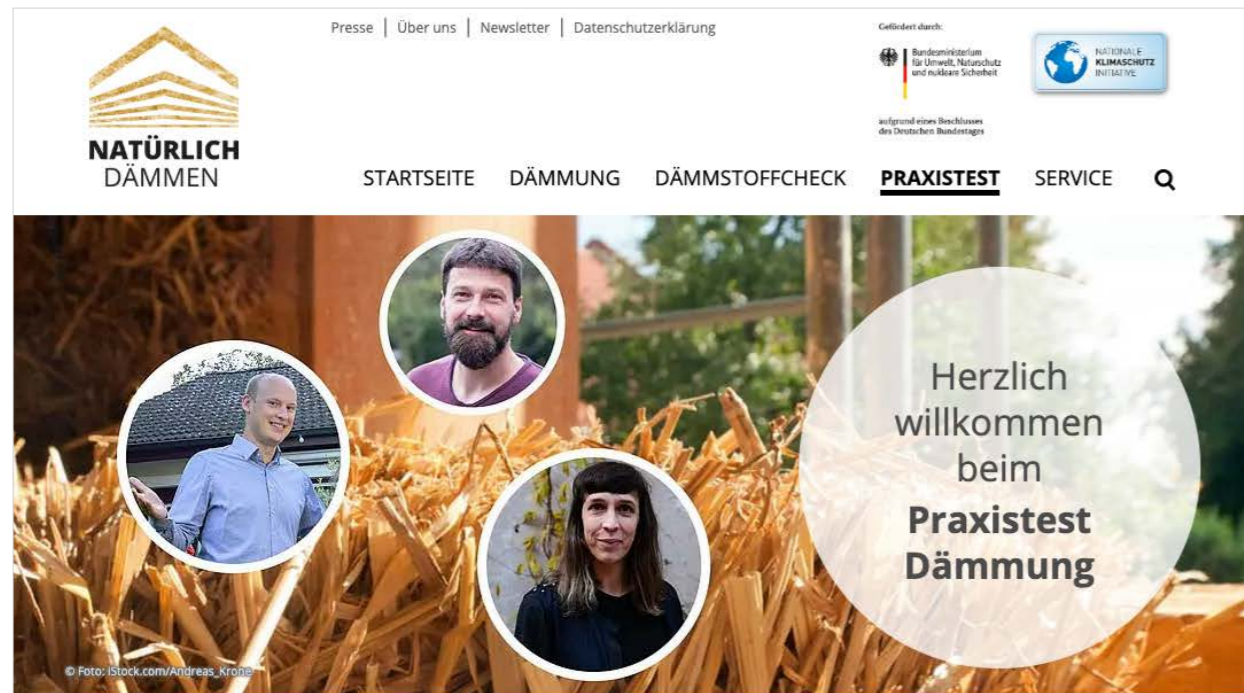 Presse | Über uns | Newsletter | Datenschutzerklärung
Gefördert durch:
Bundesministerium
für Umwelt, Naturschutz
und nukleare Sicherheit
aufgrund eines Beschlusses
des Deutschen Bundestages
NATIONALE
KLIMASCHUTZ
INITIATIVE
NATÜRLICH
DÄMMEN
STARTSEITE DÄMMUNG DÄMMSTOFFCHECK PRAXISTEST SERVICE
Herzlich
willkommen
beim
Praxistest
Dämmung
© Foto: iStock.com/Andreas_Krone